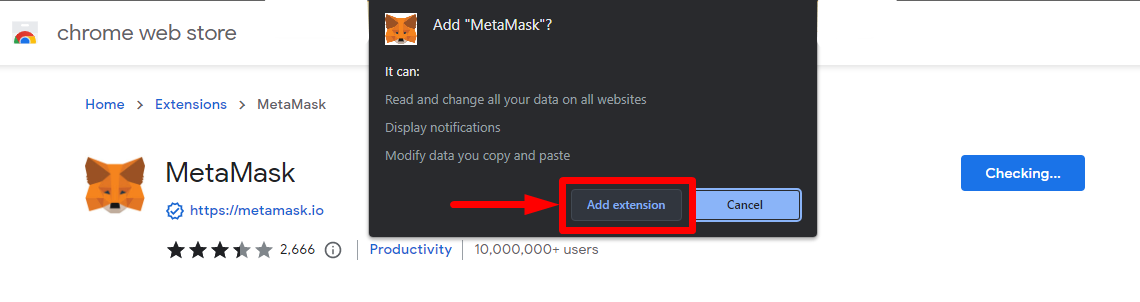 chrome web store
Add "MetaMask"?
It can:
Read and change all your data on all websites
Display notifications
Modify data you copy and paste
Add extension
Cancel
Home > Extensions > MetaMask
MetaMask
https://metamask.io
2,666
Productivity
10,000,000+ users
Checking...